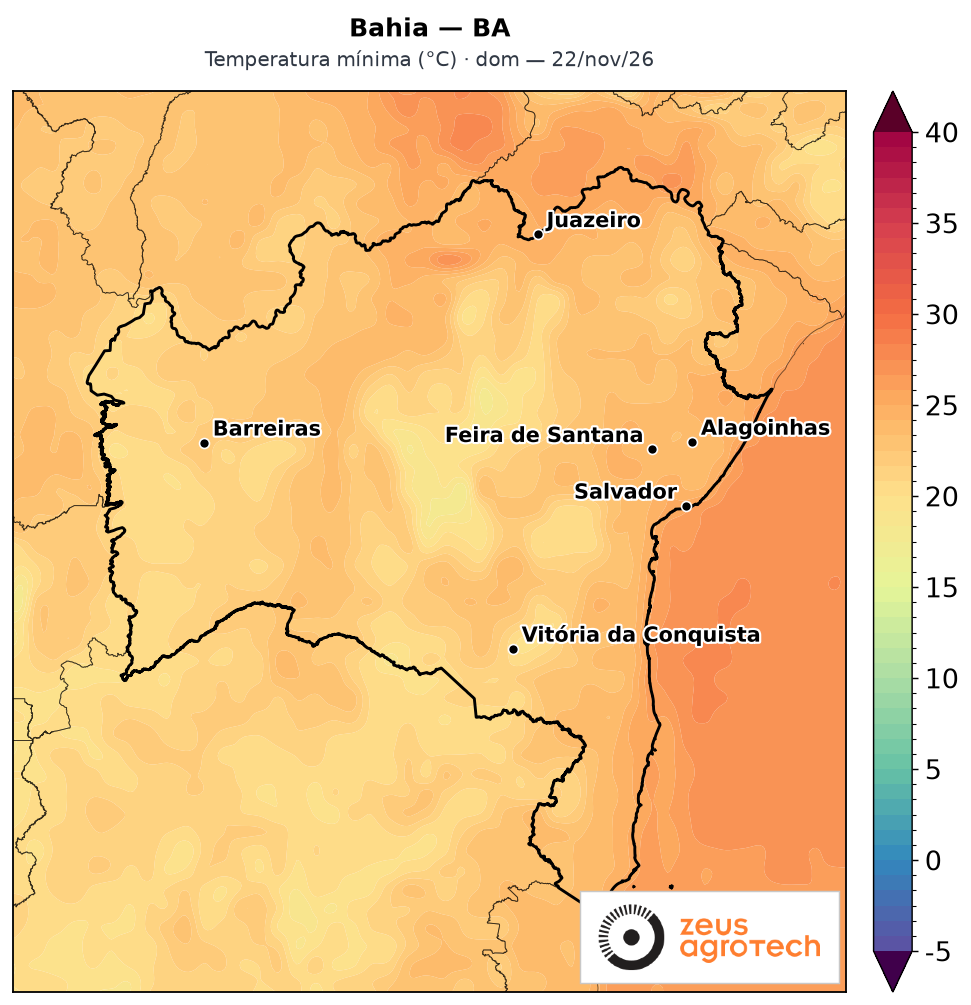 Bahia — BA
Temperatura mínima (°C) · dom — 22/nov/26
Juazeiro
Barreiras
Feira de Santana
Alagoinhas
Salvador
Vitória da Conquista
40
35
30
25
20
15
10
5
0
-5
zeus
agrotech